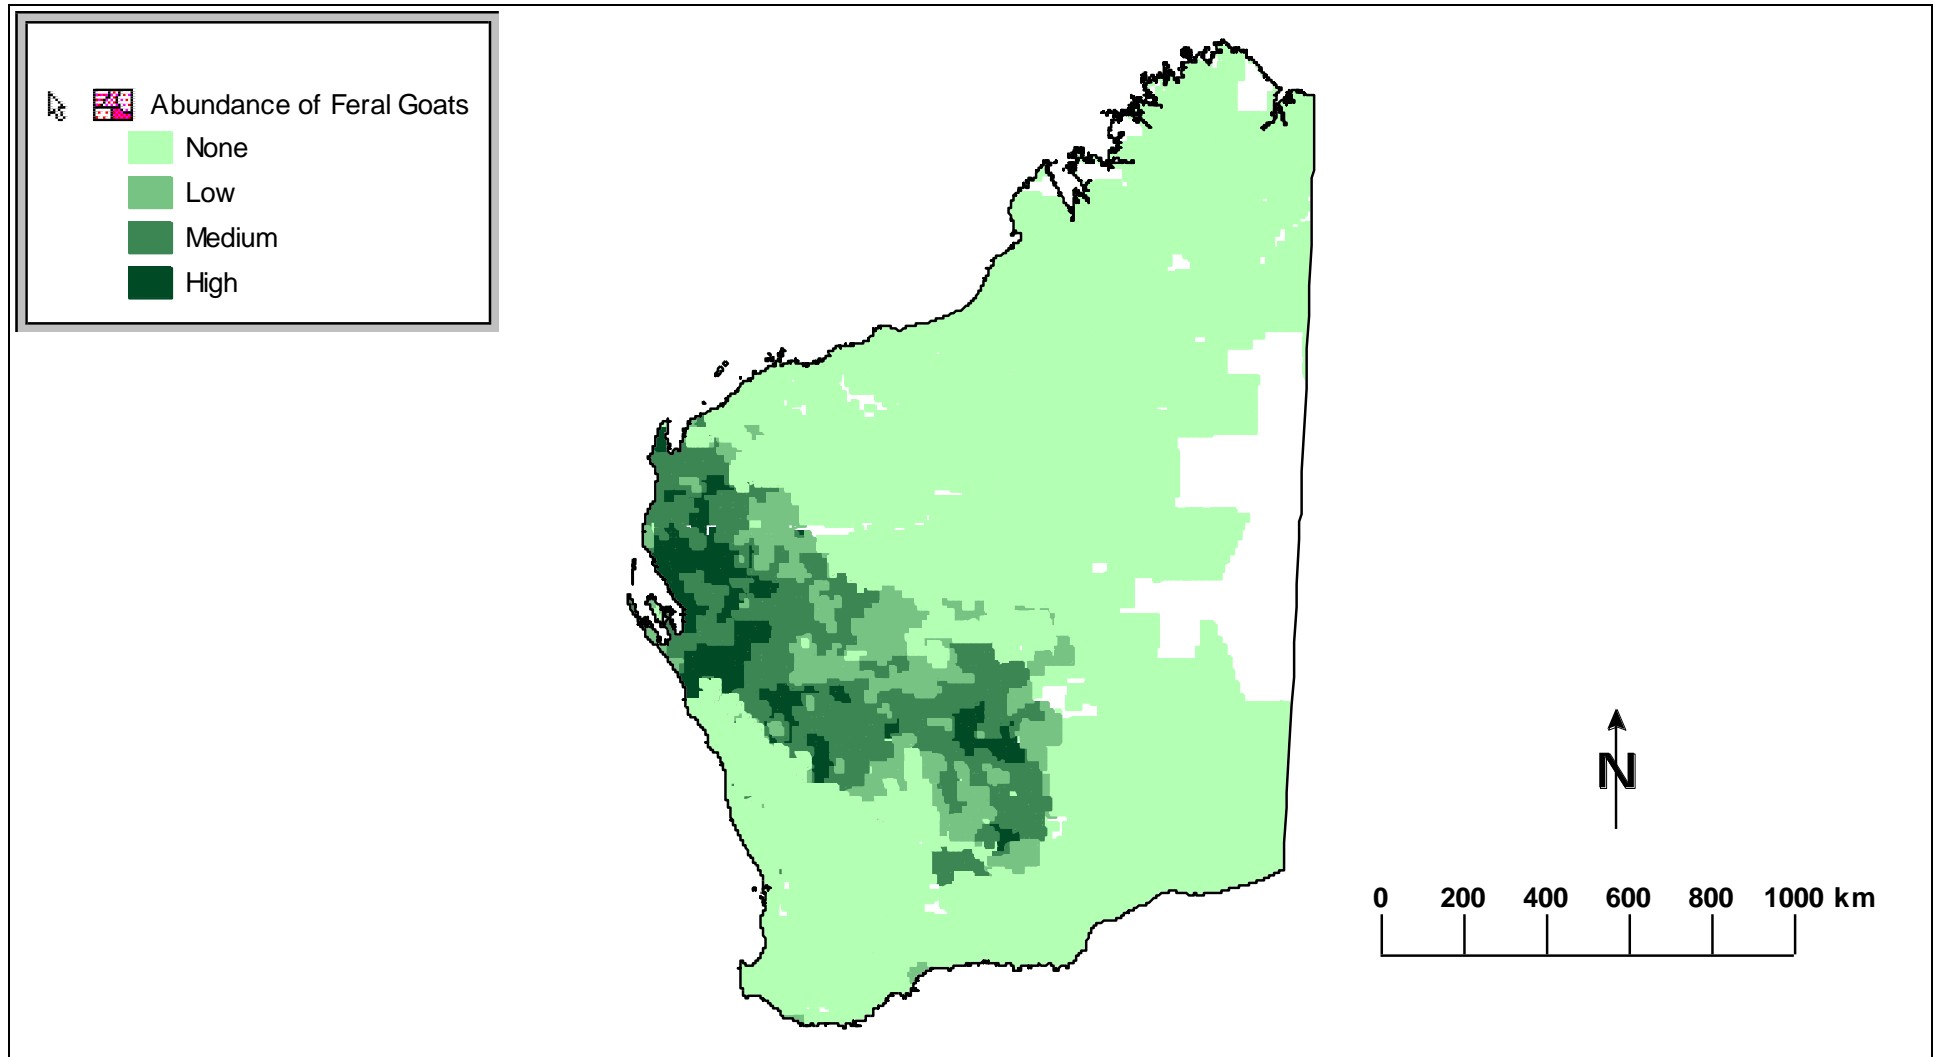 Abundance of Feral Goats
None
Low
Medium
High
N
0 200 400 600 800 1000 km